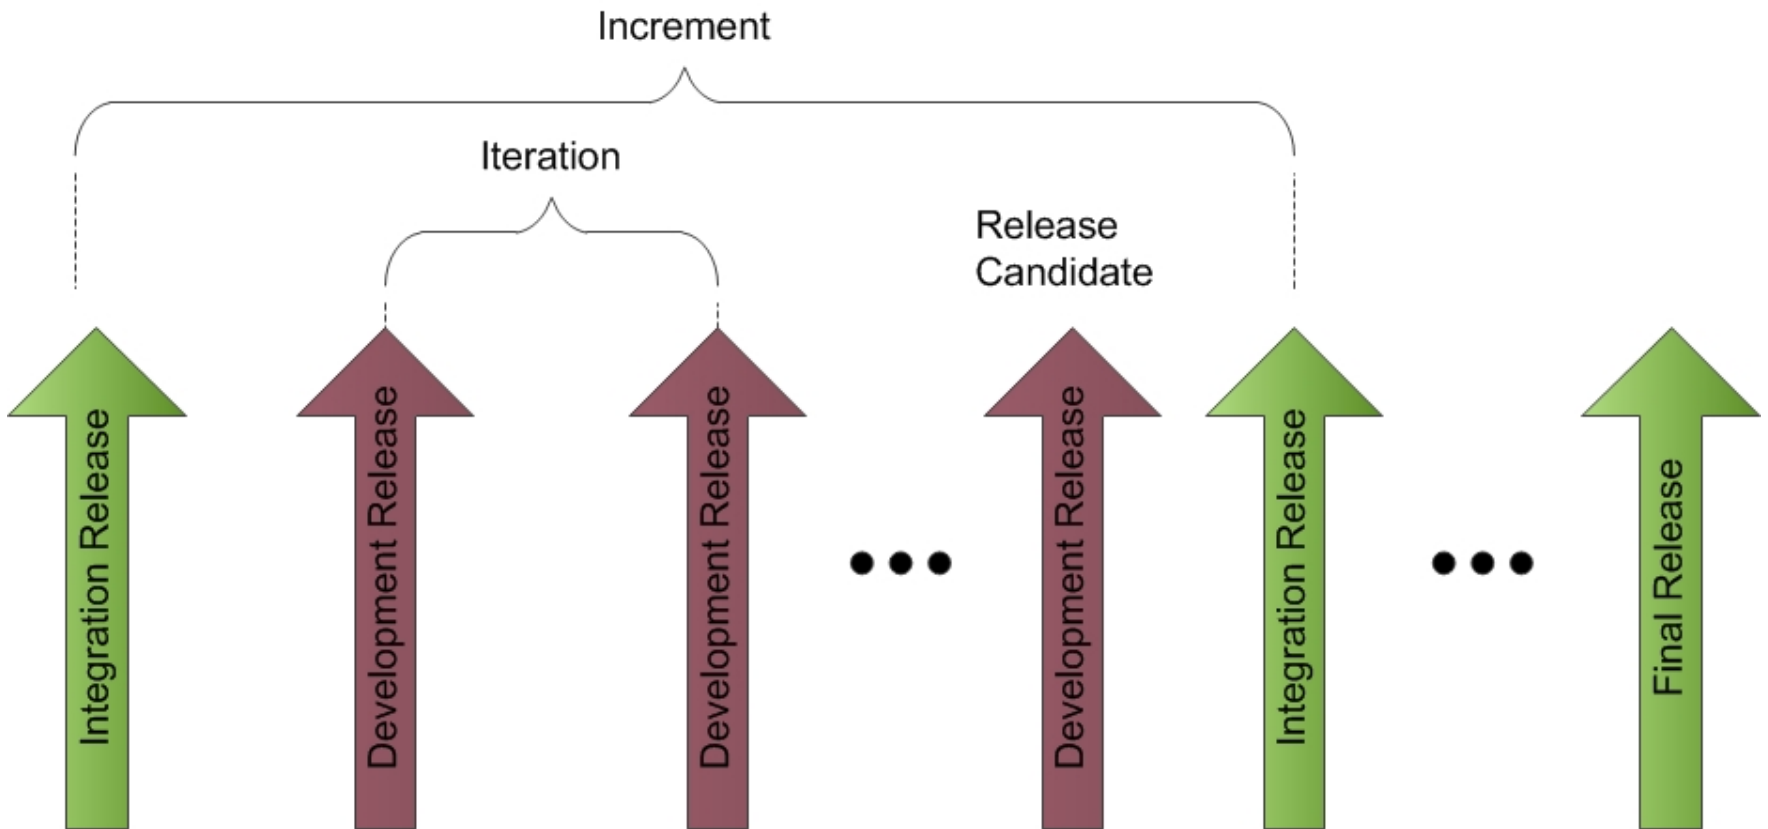 Increment
Iteration
Release
Candidate
Integration Release
Development Release
Development Release
Development Release
Integration Release
Final Release